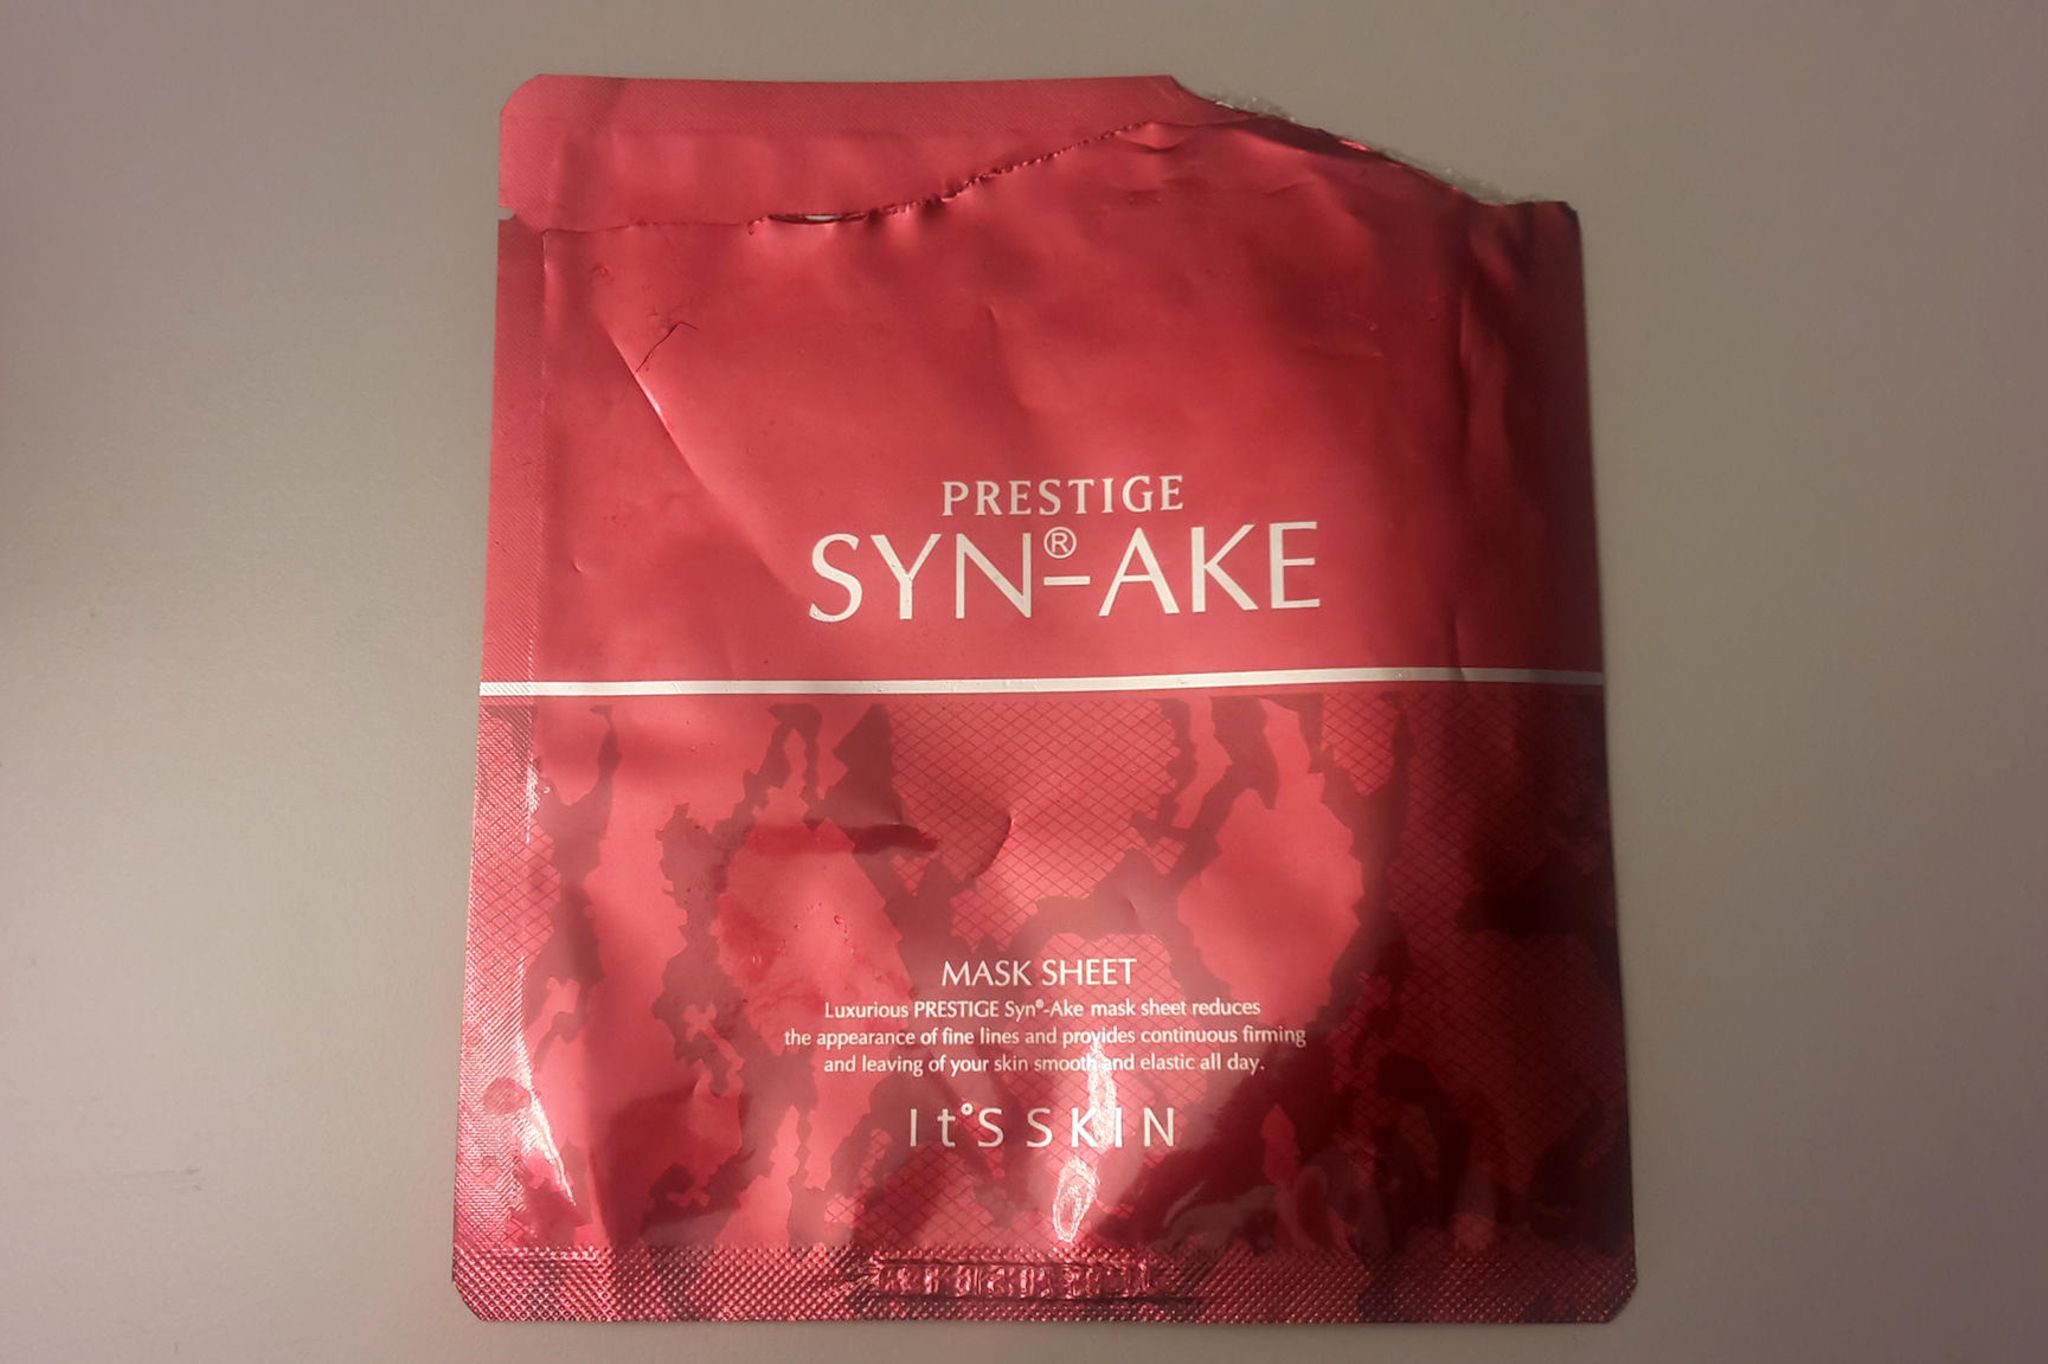 PRESTIGE
SYN®-AKE
MASK SHEET
Luxurious PRESTIGE Syn®-Ake mask sheet reduces
the appearance of fine lines and provides continuous firming
and leaving of your skin smooth and elastic all day.
It'S SKIN